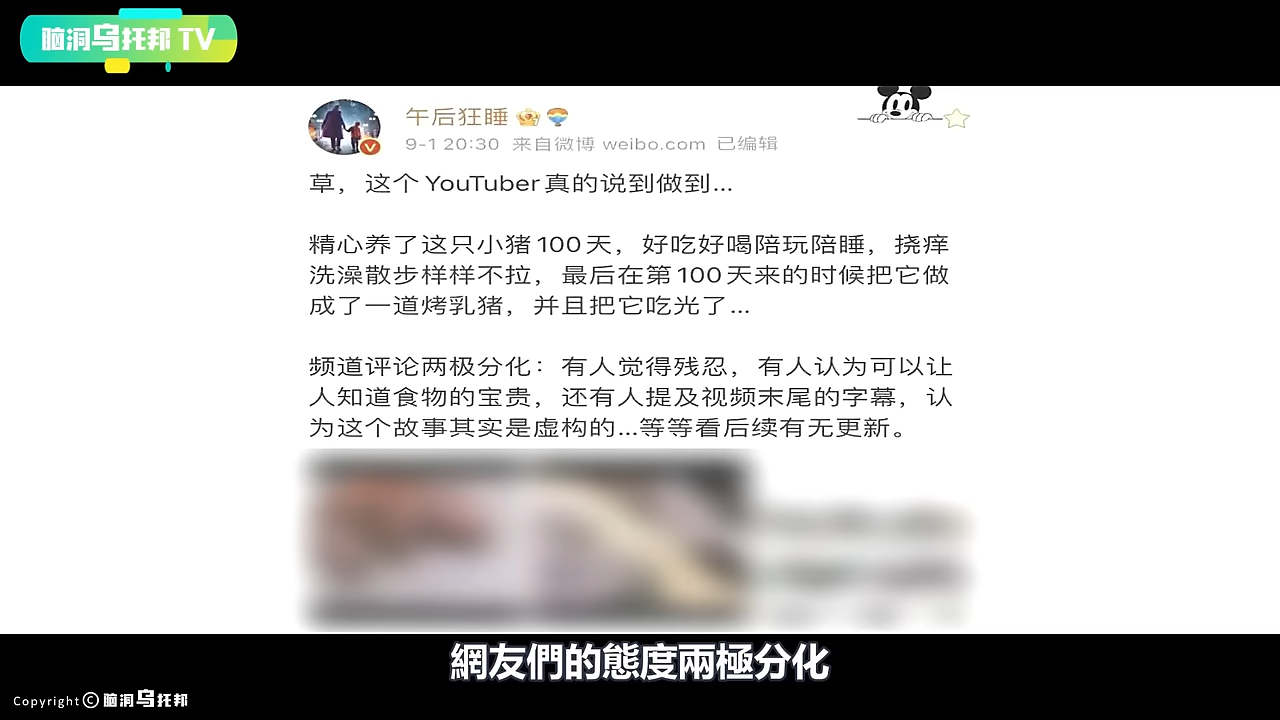 脑洞乌托邦 TV
午后狂睡
9-1 20:30 来自微博 weibo.com 已编辑
草，这个 YouTuber 真的说到做到...
精心养了这只小猪 100 天，好吃好喝陪玩陪睡，挠痒
洗澡散步样样不拉，最后在第 100 天来的时候把它做
成了一道烤乳猪，并且把它吃光了...
频道评论两极分化：有人觉得残忍，有人认为可以让
人知道食物的宝贵，还有人提及视频末尾的字幕，认
为这个故事其实是虚构的...等等看后续有无更新。
網友們的態度兩極分化
Copyright © 脑洞乌托邦